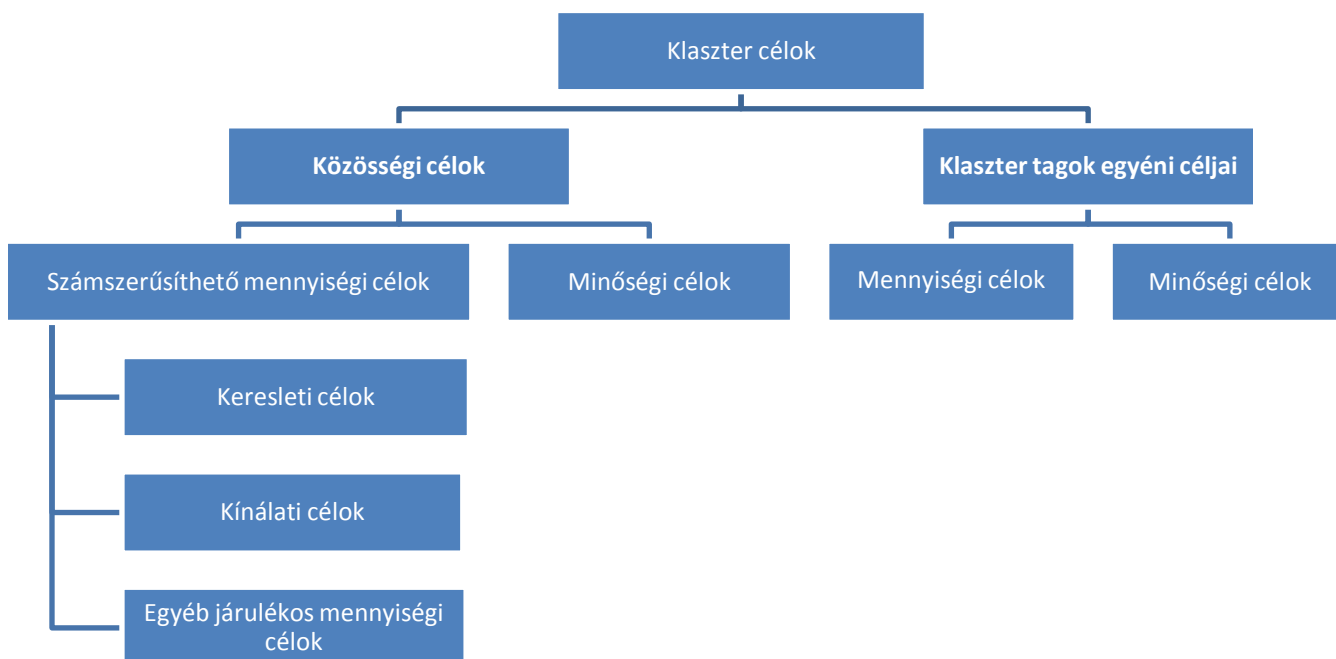 Klaszter célok
Közösségi célok
Klaszter tagok egyéni céljai
Számszerűsíthető mennyiségi célok
Minőségi célok
Mennyiségi célok
Minőségi célok
Keresleti célok
Kínálati célok
Egyéb járulékos mennyiségi
célok